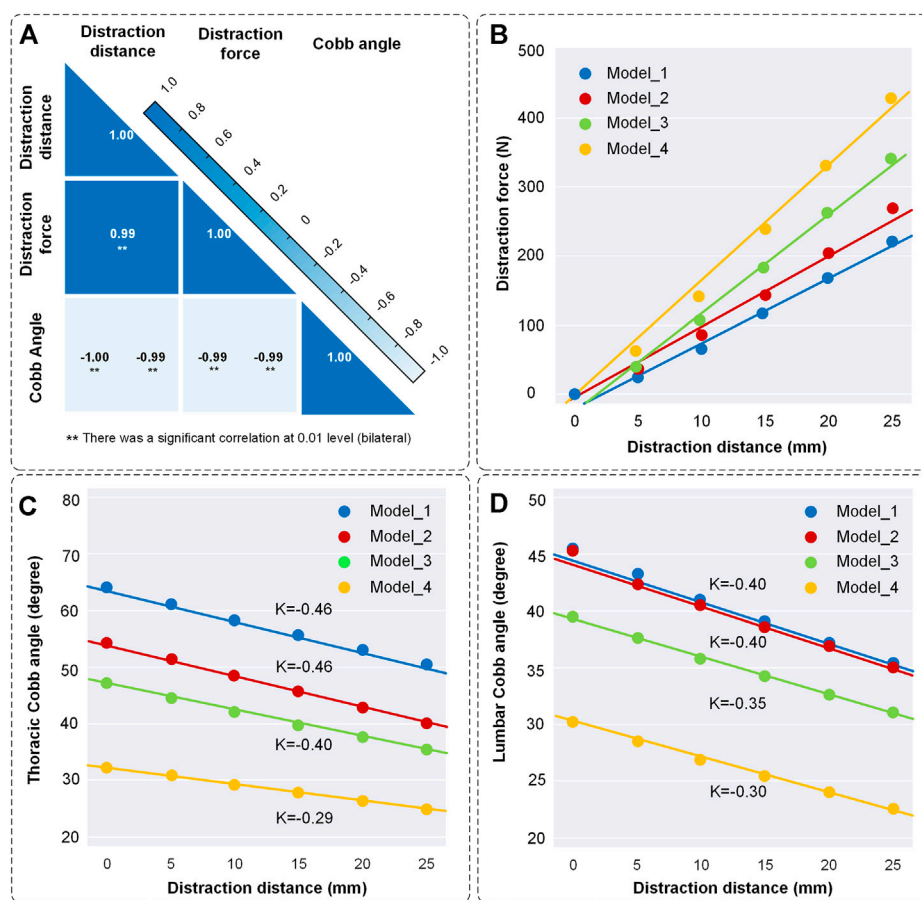 A
Distraction distance
Distraction force
Cobb angle
Distraction distance
1.00
Distraction force
0.99
**
1.00
Cobb Angle
-1.00 -0.99 -0.99 -0.99
** ** ** **
1.00
1.0
0.8
0.6
0.4
0.2
0
-0.2
-0.4
-0.6
-0.8
-1.0
** There was a significant correlation at 0.01 level (bilateral)
B
Distraction force (N)
500
400
300
200
100
0
Model_1
Model_2
Model_3
Model_4
0 5 10 15 20 25
Distraction distance (mm)
C
Thoracic Cobb angle (degree)
80
70
60
50
40
30
20
Model_1
Model_2
Model_3
Model_4
K=-0.46
K=-0.46
K=-0.40
K=-0.29
0 5 10 15 20 25
Distraction distance (mm)
D
Lumbar Cobb angle (degree)
50
45
40
35
30
25
20
Model_1
Model_2
Model_3
Model_4
K=-0.40
K=-0.40
K=-0.35
K=-0.30
0 5 10 15 20 25
Distraction distance (mm)